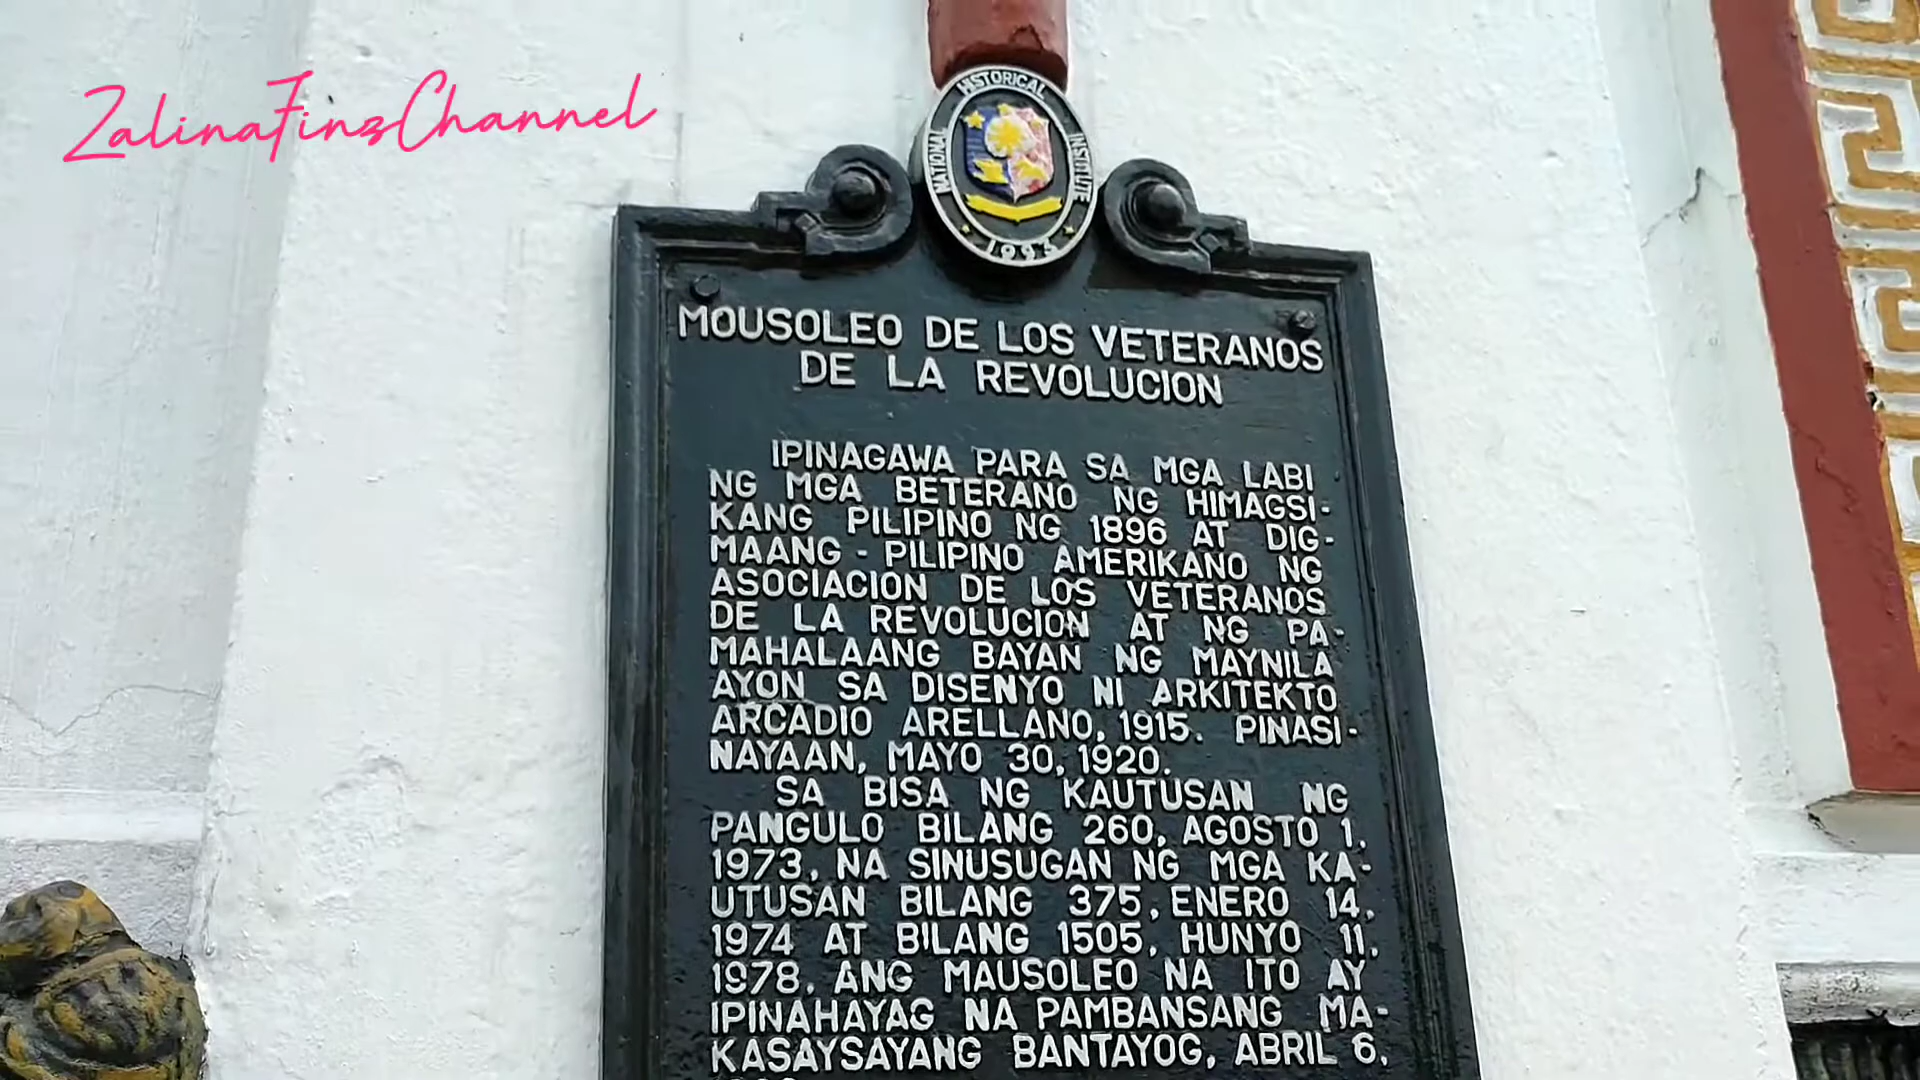 ZalinaFinzChannel
NATIONAL HISTORICAL INSTITUTE
1993
MOUSOLEO DE LOS VETERANOS
DE LA REVOLUCION
IPINAGAWA PARA SA MGA LABI
NG MGA BETERANO NG HIMAGSI-
KANG PILIPINO NG 1896 AT DIG-
MAANG-PILIPINO AMERIKANO NG
ASOCIACION DE LOS VETERANOS
DE LA REVOLUCION AT NG PA-
MAHALAANG BAYAN NG MAYNILA
AYON SA DISENYO NI ARKITEKTO
ARCADIO ARELLANO, 1915. PINASI-
NAYAAN, MAYO 30, 1920.
SA BISA NG KAUTUSAN NG
PANGULO BILANG 260, AGOSTO 1,
1973, NA SINUSUGAN NG MGA KA-
UTUSAN BILANG 375, ENERO 14,
1974 AT BILANG 1505, HUNYO 11,
1978, ANG MAUSOLEO NA ITO AY
IPINAHAYAG NA PAMBANSANG MA-
KASAYSAYANG BANTAYOG, ABRIL 6,